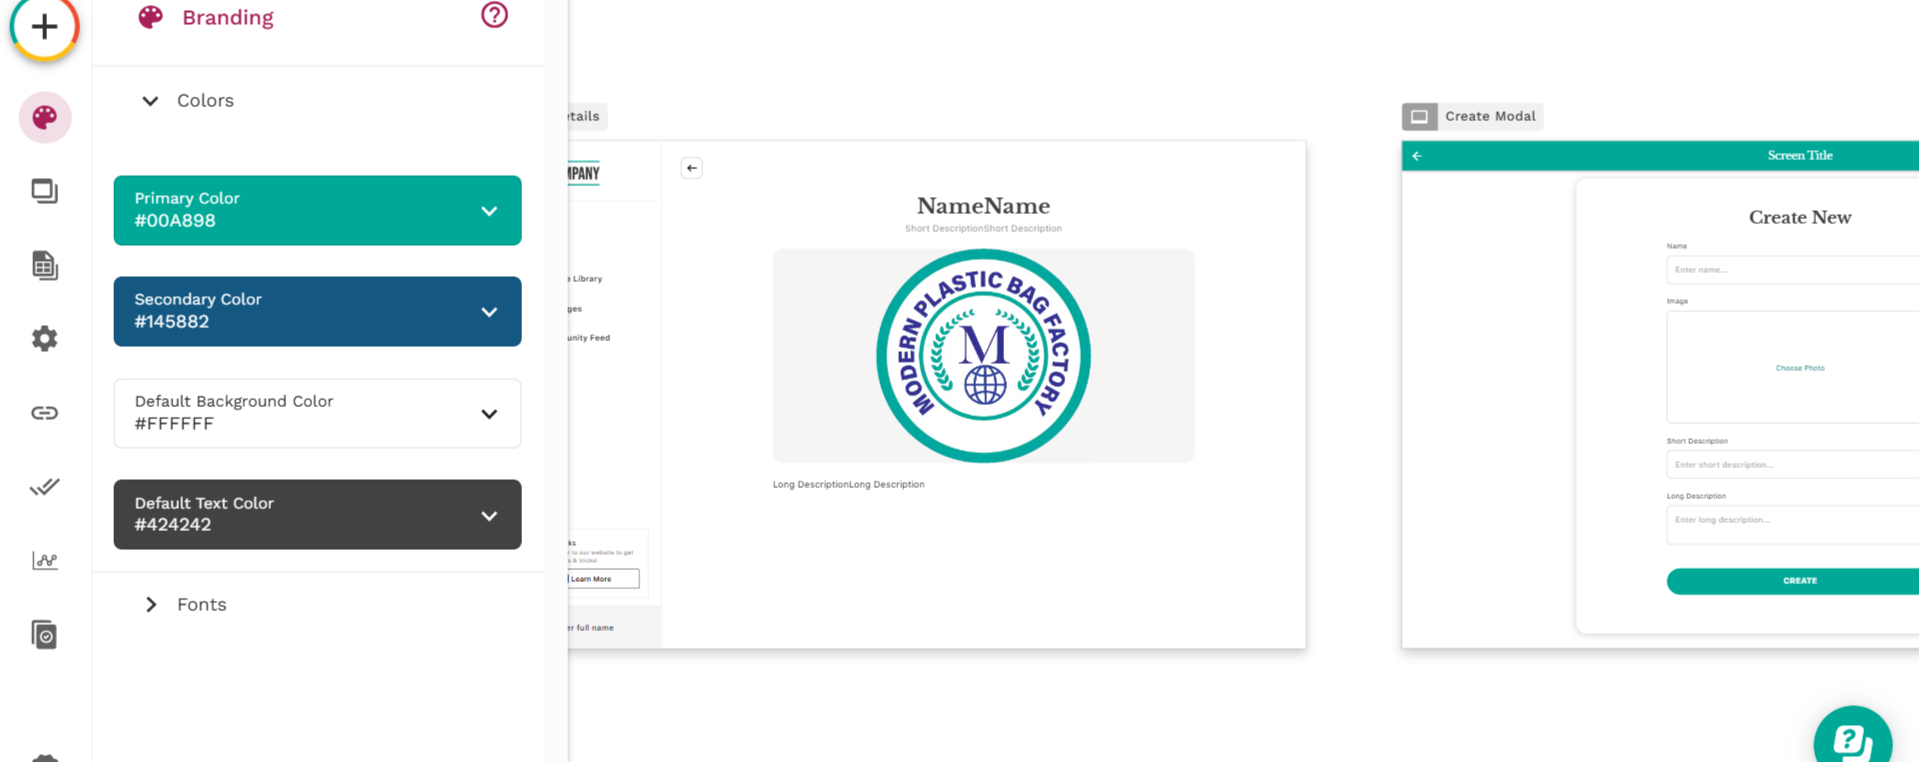 Branding
Colors
Primary Color
#00A898
Secondary Color
#145882
Default Background Color
#FFFFFF
Default Text Color
#424242
Fonts
etails
MPANY
e Library
ges
unity Feed
ks
r to our website to get
s & tricks!
Learn More
er full name
NameName
Short DescriptionShort Description
MODERN PLASTIC BAG FACTORY
M
Long DescriptionLong Description
Create Modal
Screen Title
Create New
Name
Enter name...
Image
Choose Photo
Short Description
Enter short description...
Long Description
Enter long description...
CREATE